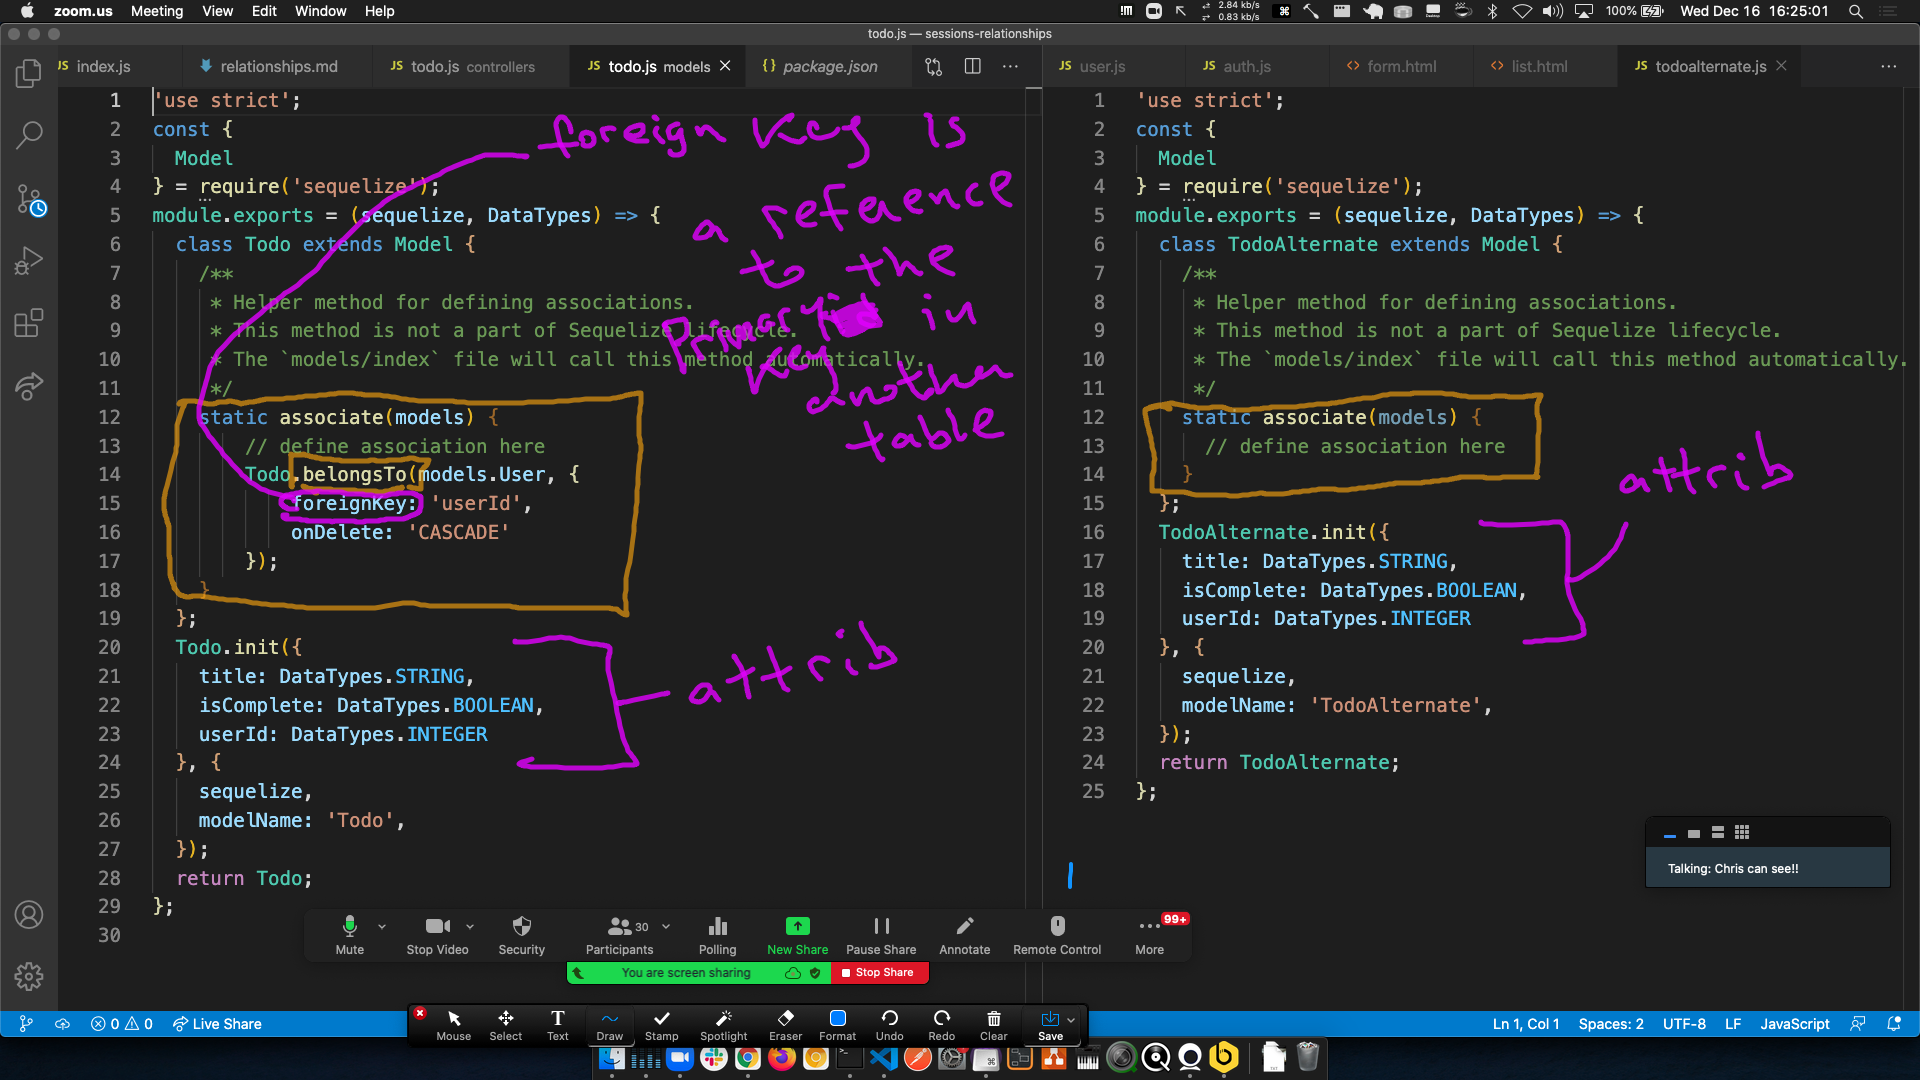 zoom.us Meeting View Edit Window Help
2.84 kb/s
0.83 kb/s
100%
Wed Dec 16 16:25:01
todo.js — sessions-relationships
JS index.js
relationships.md
JS todo.js controllers
JS todo.js models
{} package.json
JS user.js
JS auth.js
<> form.html
<> list.html
JS todoalternate.js
1 'use strict';
2 const {
3 Model
4 } = require('sequelize');
5 module.exports = (sequelize, DataTypes) => {
6 class Todo extends Model {
7 /**
8 * Helper method for defining associations.
9 * This method is not a part of Sequelize lifecycle.
10 * The `models/index` file will call this method automatically.
11 */
12 static associate(models) {
13 // define association here
14 Todo.belongsTo(models.User, {
15 foreignKey: 'userId',
16 onDelete: 'CASCADE'
17 });
18 }
19 };
20 Todo.init({
21 title: DataTypes.STRING,
22 isComplete: DataTypes.BOOLEAN,
23 userId: DataTypes.INTEGER
24 }, {
25 sequelize,
26 modelName: 'Todo',
27 });
28 return Todo;
29 };
30
foreign key is
a reference
to the
Primary in
key
another
table
attrib
1 'use strict';
2 const {
3 Model
4 } = require('sequelize');
5 module.exports = (sequelize, DataTypes) => {
6 class TodoAlternate extends Model {
7 /**
8 * Helper method for defining associations.
9 * This method is not a part of Sequelize lifecycle.
10 * The `models/index` file will call this method automatically.
11 */
12 static associate(models) {
13 // define association here
14 }
15 };
16 TodoAlternate.init({
17 title: DataTypes.STRING,
18 isComplete: DataTypes.BOOLEAN,
19 userId: DataTypes.INTEGER
20 }, {
21 sequelize,
22 modelName: 'TodoAlternate',
23 });
24 return TodoAlternate;
25 };
attrib
Talking: Chris can see!!
30
99+
Mute Stop Video Security Participants Polling New Share Pause Share Annotate Remote Control More
You are screen sharing
Stop Share
Mouse Select Text Draw Stamp Spotlight Eraser Format Undo Redo Clear Save
0 0 Live Share
Ln 1, Col 1 Spaces: 2 UTF-8 LF JavaScript